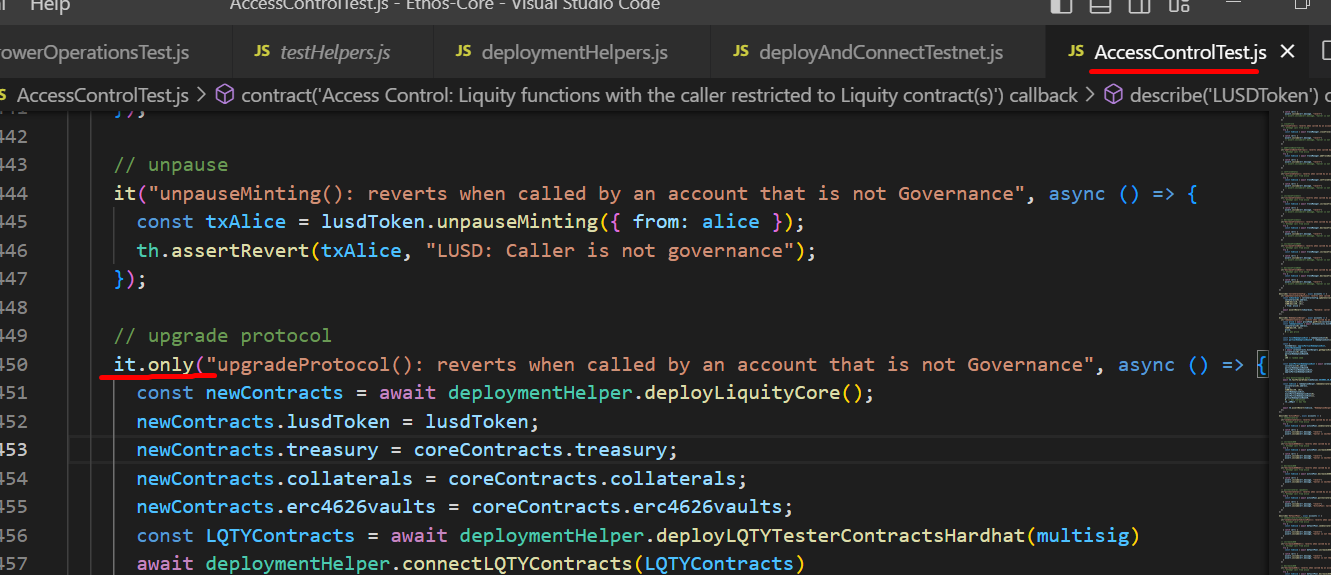 Help
AccessControlTest.js - Ethos-Core - Visual Studio Code
rowerOperationsTest.js
JS testHelpers.js
JS deploymentHelpers.js
JS deployAndConnectTestnet.js
JS AccessControlTest.js
AccessControlTest.js > contract('Access Control: Liquity functions with the caller restricted to Liquity contract(s)') callback > describe('LUSDToken') c
441 });
442
443 // unpause
444 it("unpauseMinting(): reverts when called by an account that is not Governance", async () => {
445 const txAlice = lusdToken.unpauseMinting({ from: alice });
446 th.assertRevert(txAlice, "LUSD: Caller is not governance");
447 });
448
449 // upgrade protocol
450 it.only("upgradeProtocol(): reverts when called by an account that is not Governance", async () => {
451 const newContracts = await deploymentHelper.deployLiquityCore();
452 newContracts.lusdToken = lusdToken;
453 newContracts.treasury = coreContracts.treasury;
454 newContracts.collaterals = coreContracts.collaterals;
455 newContracts.erc4626vaults = coreContracts.erc4626vaults;
456 const LQTYContracts = await deploymentHelper.deployLQTYTesterContractsHardhat(multisig)
457 await deploymentHelper.connectLQTYContracts(LQTYContracts)